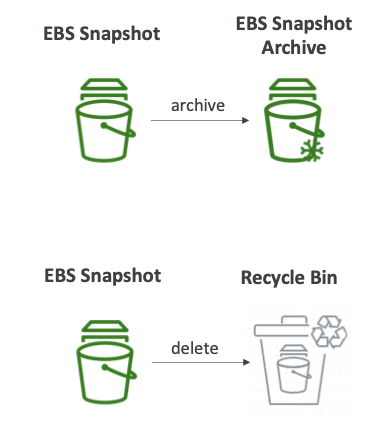 EBS Snapshot
EBS Snapshot
Archive
archive
EBS Snapshot
Recycle Bin
delete